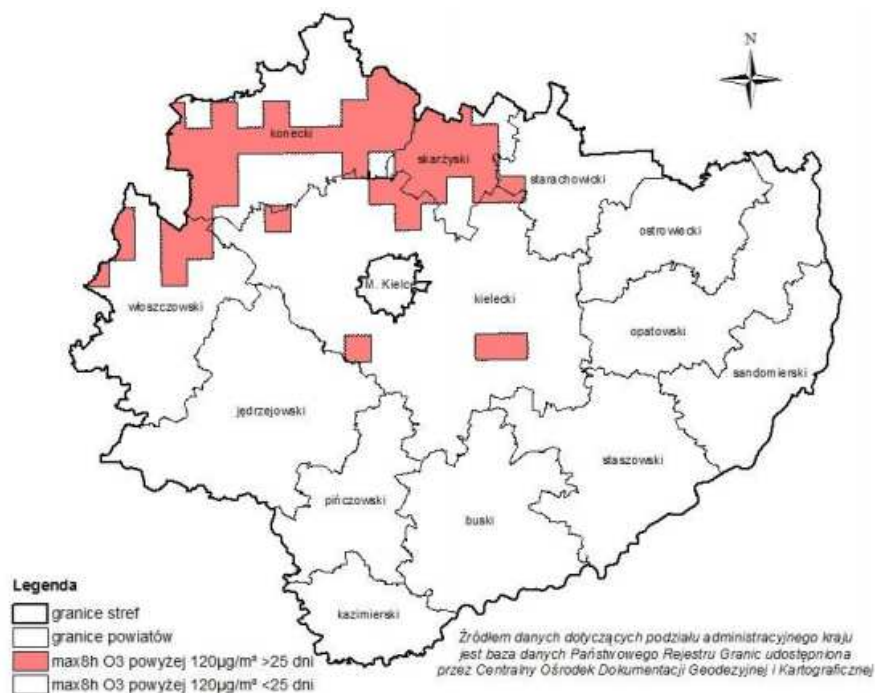 N
konecki
skarżyski
starachowicki
ostrowiecki
M. Kielce
kielecki
włoszczowski
opatowski
sandomierski
jędrzejowski
staszowski
pińczowski
buski
kazimierski
Legenda
granice stref
granice powiatów
max8h O3 powyżej 120µg/m³ >25 dni
max8h O3 powyżej 120µg/m³ <25 dni
Źródłem danych dotyczących podziału administracyjnego kraju
jest baza danych Państwowego Rejestru Granic udostępniona
przez Centralny Ośrodek Dokumentacji Geodezyjnej i Kartograficznej